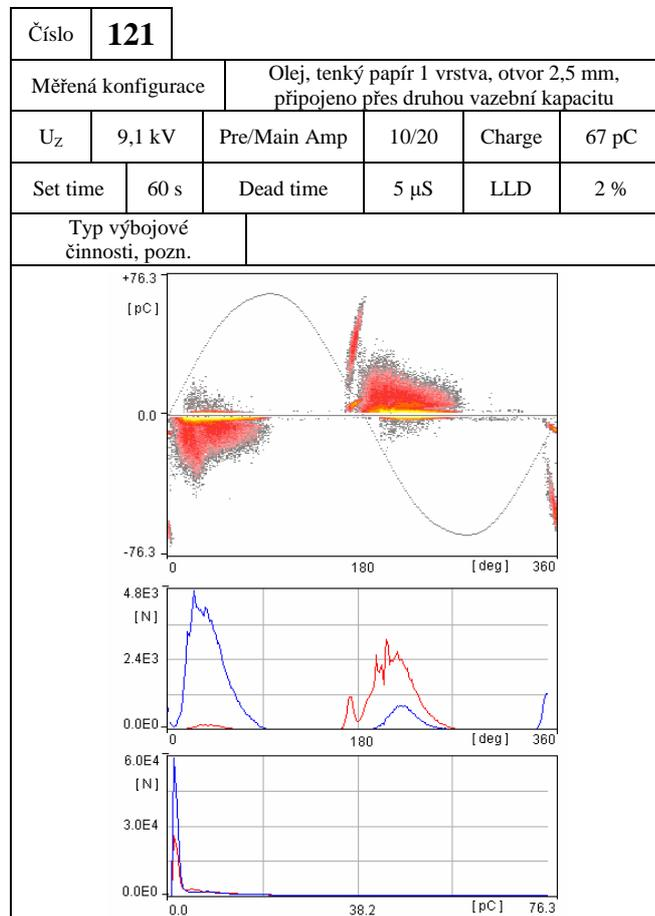 Číslo 121
Měřená konfigurace Olej, tenký papír 1 vrstva, otvor 2,5 mm,
připojeno přes druhou vazební kapacitu
UZ 9,1 kV Pre/Main Amp 10/20 Charge 67 pC
Set time 60 s Dead time 5 μS LLD 2 %
Typ výbojové
činnosti, pozn.
+76.3
[pC]
0.0
-76.3
0 180 [deg] 360
4.8E3
[N]
2.4E3
0.0E0
0 180 [deg] 360
6.0E4
[N]
3.0E4
0.0E0
0.0 38.2 [pC] 76.3